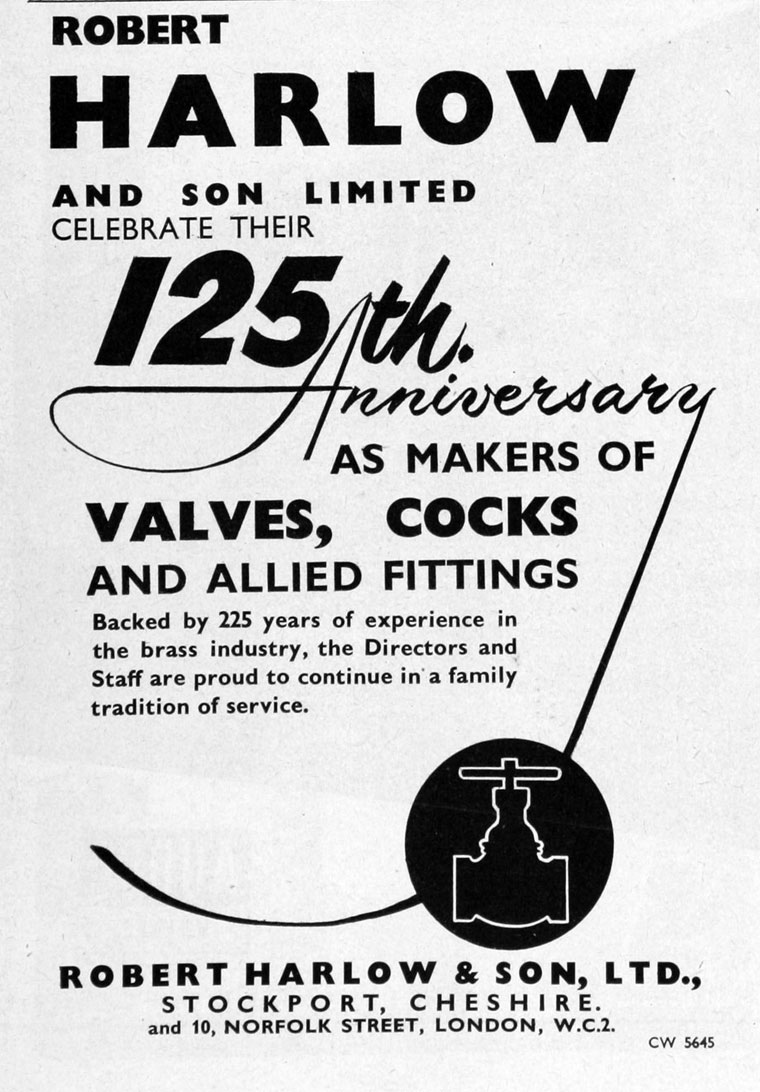 ROBERT
HARLOW
AND SON LIMITED
CELEBRATE THEIR
125th.
Anniversary
AS MAKERS OF
VALVES, COCKS
AND ALLIED FITTINGS
Backed by 225 years of experience in
the brass industry, the Directors and
Staff are proud to continue in a family
tradition of service.
ROBERT HARLOW & SON, LTD.,
STOCKPORT, CHESHIRE.
and 10, NORFOLK STREET, LONDON, W.C.2.
CW 5645